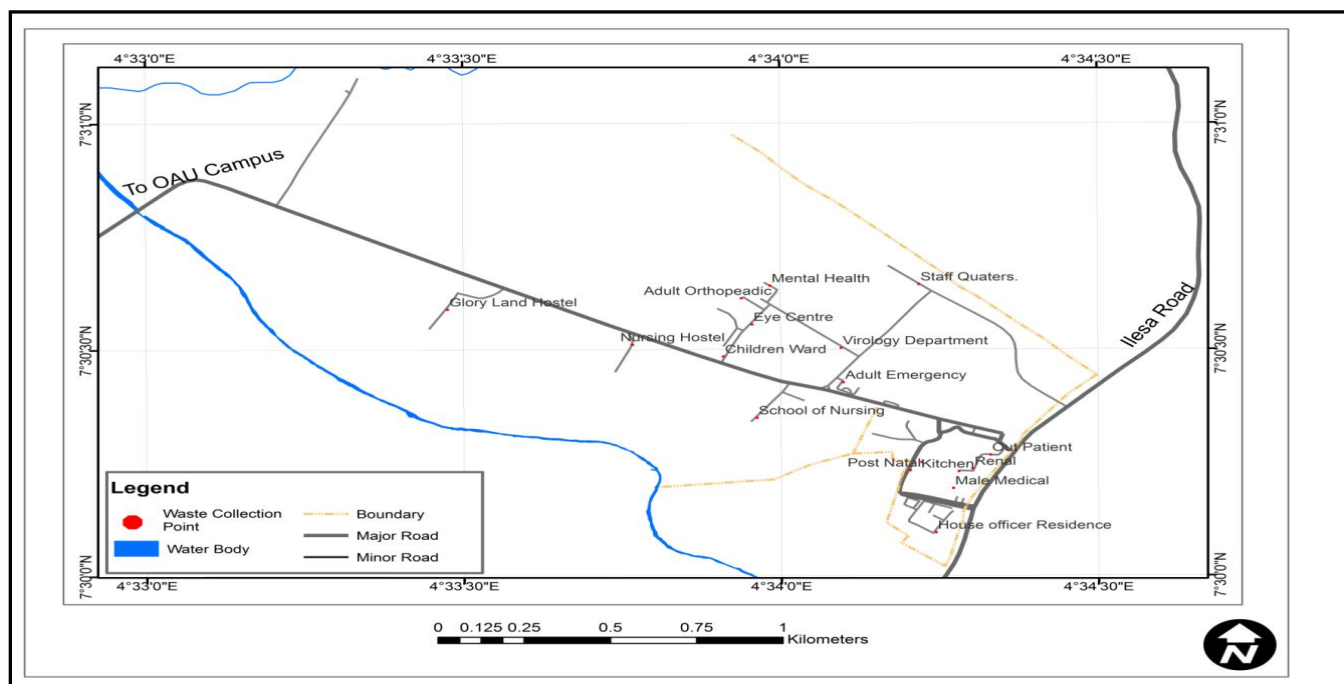 4°33'0"E 4°33'30"E 4°34'0"E 4°34'30"E
7°31'0"N 7°31'0"N
To OAU Campus
Mental Health Staff Quaters.
Adult Orthopeadic
Glory Land Hostel
Eye Centre
Ilesa Road
Nursing Hostel Virology Department
Children Ward
7°30'30"N 7°30'30"N
Adult Emergency
School of Nursing
Out Patient
Post Natal Kitchen Renal
Male Medical
House officer Residence
Legend
Waste Collection Point
Water Body
Boundary
Major Road
Minor Road
7°30'0"N 7°30'0"N
4°33'0"E 4°33'30"E 4°34'0"E 4°34'30"E
0 0.125 0.25 0.5 0.75 1
Kilometers
N